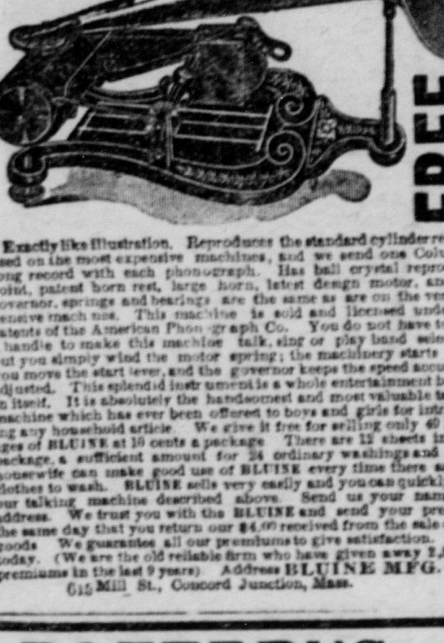 FREE
Exactly like illustration. Reproduces the standard cylinder re
sed on the most expensive machines, and we send one Colu
ong record with each phonograph. Has ball crystal repro
oint, patent horn rest, large horn, latest design motor, an
overnor, springs and bearings are the same as are on the ve
ensive machines. This machine is sold and licensed unde
atents of the American Phonograph Co. You do not have t
handle to make this machine talk, sing or play band sele
ut you simply wind the motor spring; the machinery starts
ou move the start lever, and the governor keeps the speed accu
djusted. This splendid instrument is a whole entertainment i
n itself. It is absolutely the handsomest and most valuable t
machine which has ever been offered to boys and girls for int
ng any household article. We give it free for selling only 40
ges of BLUINE at 10 cents a package. There are 12 sheets in
package, a sufficient amount for 24 ordinary washings and
ousewife can make good use of BLUINE every time there a
lothes to wash. BLUINE sells very easily and you can quickly
ur talking machine described above. Send us your nam
ddress. We trust you with the BLUINE and send your pre
he same day that you return our $4.00 received from the sale
goods We guarantee all our premiums to give satisfaction.
oday. (We are the old reliable firm who have given away 2,
premiums in the last 9 years) Address BLUINE MFG.
615 Mill St., Concord Junction, Mass.